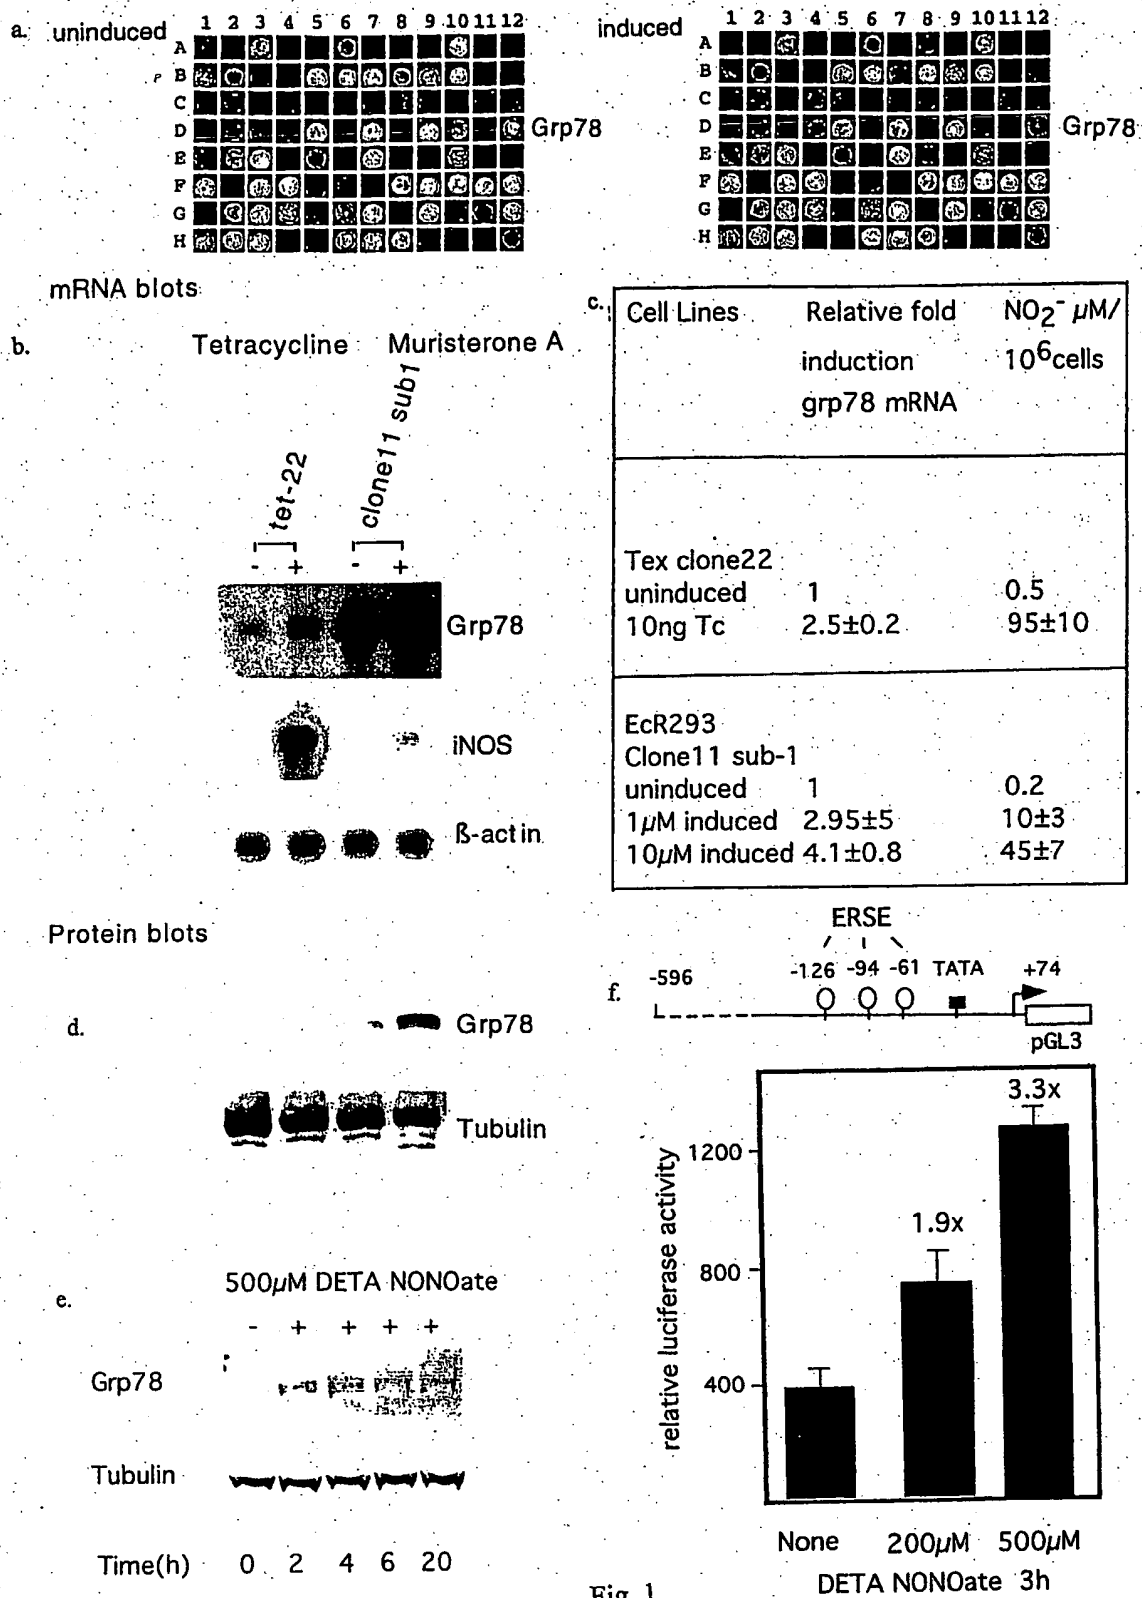 a. uninduced
1 2 3 4 5 6 7 8 9 10 11 12
A
B
C
D
E
F
G
H
Grp78
induced
1 2 3 4 5 6 7 8 9 10 11 12
A
B
C
D
E
F
G
H
Grp78
mRNA blots
b.
Tetracycline Muristerone A
tet-22
clone11 sub1
- + - +
Grp78
iNOS
ß-actin
c.
Cell Lines Relative fold NO2- µM/
induction 10^6cells
grp78 mRNA
Tex clone22
uninduced 1 0.5
10ng Tc 2.5±0.2 95±10
EcR293
Clone11 sub-1
uninduced 1 0.2
1µM induced 2.95±5 10±3
10µM induced 4.1±0.8 45±7
Protein blots
d.
Grp78
Tubulin
e.
500µM DETA NONOate
- + + + +
Grp78
Tubulin
Time(h) 0 2 4 6 20
f.
ERSE
-596 -126 -94 -61 TATA +74
pGL3
relative luciferase activity
1200
800
400
1.9x
3.3x
None 200µM 500µM
DETA NONOate 3h
Fig. 1